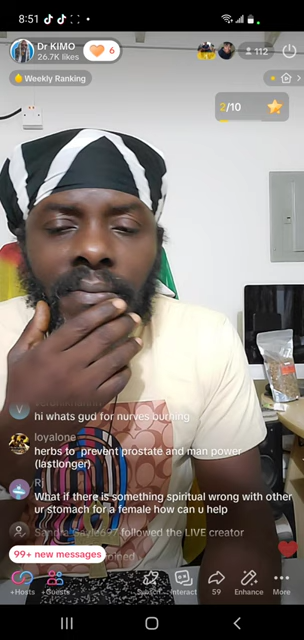 8:51
Dr KiMO
26.7K likes
6
112
Weekly Ranking
2/10
hi whats gud for nurves burning
loyalone
herbs to prevent prostate and man power
(lastlonger)
Ri
What if there is something spiritual wrong with other
ur stomach for a female how can u help
followed the LIVE creator
99+ new messages
joined
+Hosts
+Guests
Interact
59
Enhance
More